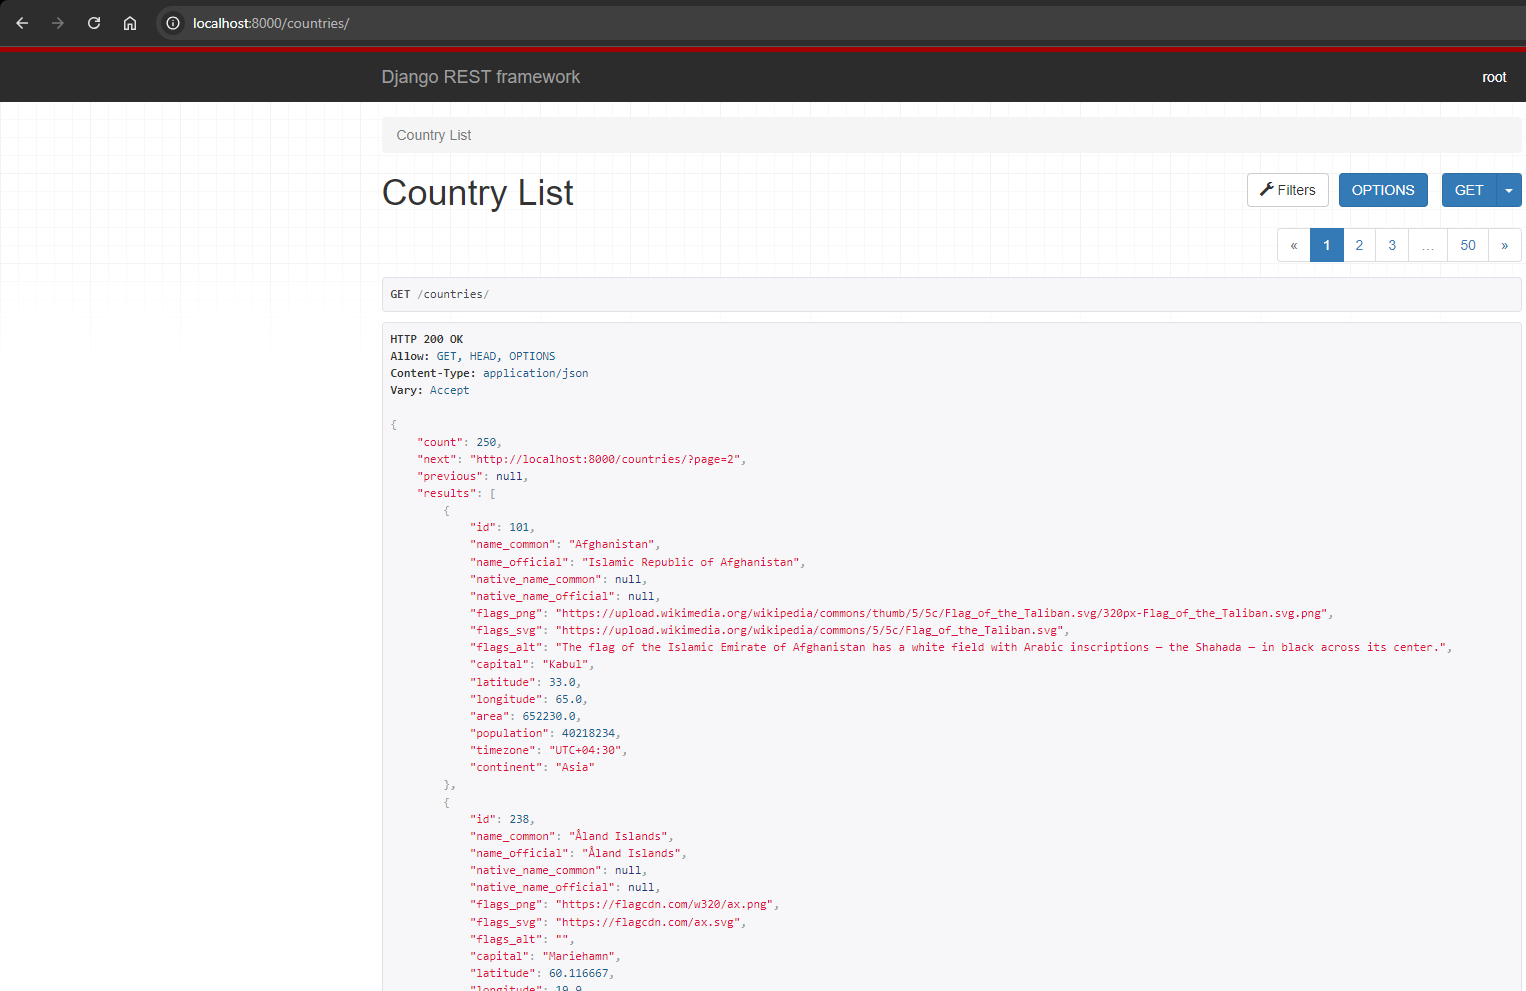 localhost:8000/countries/
Django REST framework
root
Country List
Country List
Filters
OPTIONS
GET
« 1 2 3 … 50 »
GET /countries/
HTTP 200 OK
Allow: GET, HEAD, OPTIONS
Content-Type: application/json
Vary: Accept
{
"count": 250,
"next": "http://localhost:8000/countries/?page=2",
"previous": null,
"results": [
{
"id": 101,
"name_common": "Afghanistan",
"name_official": "Islamic Republic of Afghanistan",
"native_name_common": null,
"native_name_official": null,
"flags_png": "https://upload.wikimedia.org/wikipedia/commons/thumb/5/5c/Flag_of_the_Taliban.svg/320px-Flag_of_the_Taliban.svg.png",
"flags_svg": "https://upload.wikimedia.org/wikipedia/commons/5/5c/Flag_of_the_Taliban.svg",
"flags_alt": "The flag of the Islamic Emirate of Afghanistan has a white field with Arabic inscriptions — the Shahada — in black across its center.",
"capital": "Kabul",
"latitude": 33.0,
"longitude": 65.0,
"area": 652230.0,
"population": 40218234,
"timezone": "UTC+04:30",
"continent": "Asia"
},
{
"id": 238,
"name_common": "Åland Islands",
"name_official": "Åland Islands",
"native_name_common": null,
"native_name_official": null,
"flags_png": "https://flagcdn.com/w320/ax.png",
"flags_svg": "https://flagcdn.com/ax.svg",
"flags_alt": "",
"capital": "Mariehamn",
"latitude": 60.116667,
"longitude": 19.9